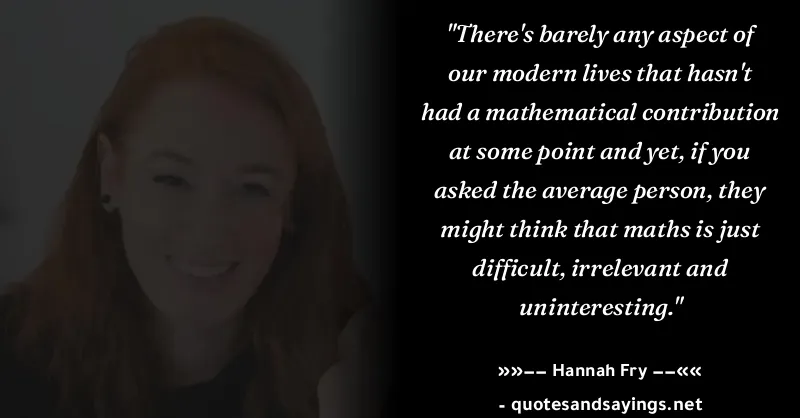 "There's barely any aspect of
our modern lives that hasn't
had a mathematical contribution
at some point and yet, if you
asked the average person, they
might think that maths is just
difficult, irrelevant and
uninteresting."
»»−− Hannah Fry −−««
- quotesandsayings.net